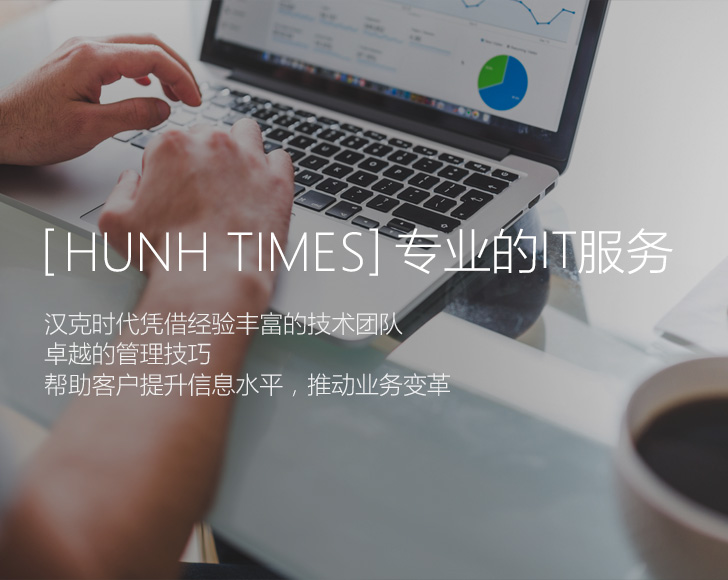 [HUNH TIMES]专业的IT服务
汉克时代凭借经验丰富的技术团队
卓越的管理技巧
帮助客户提升信息水平，推动业务变革